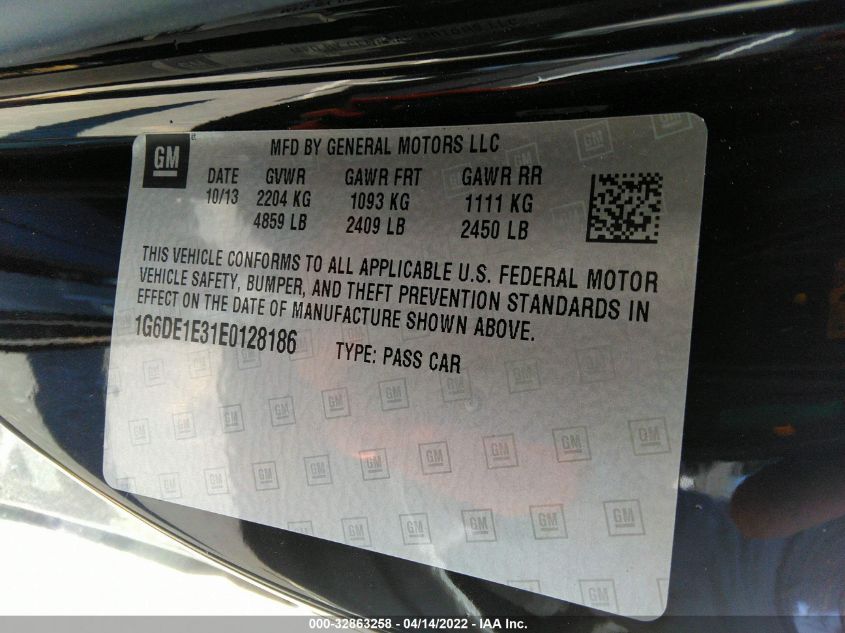 GM
MFD BY GENERAL MOTORS LLC
DATE GVWR GAWR FRT GAWR RR
10/13 2204 KG 1093 KG 1111 KG
4859 LB 2409 LB 2450 LB
THIS VEHICLE CONFORMS TO ALL APPLICABLE U.S. FEDERAL MOTOR
VEHICLE SAFETY, BUMPER, AND THEFT PREVENTION STANDARDS IN
EFFECT ON THE DATE OF MANUFACTURE SHOWN ABOVE.
1G6DE1E31E0128186 TYPE: PASS CAR
000-32863258 - 04/14/2022 - IAA Inc.